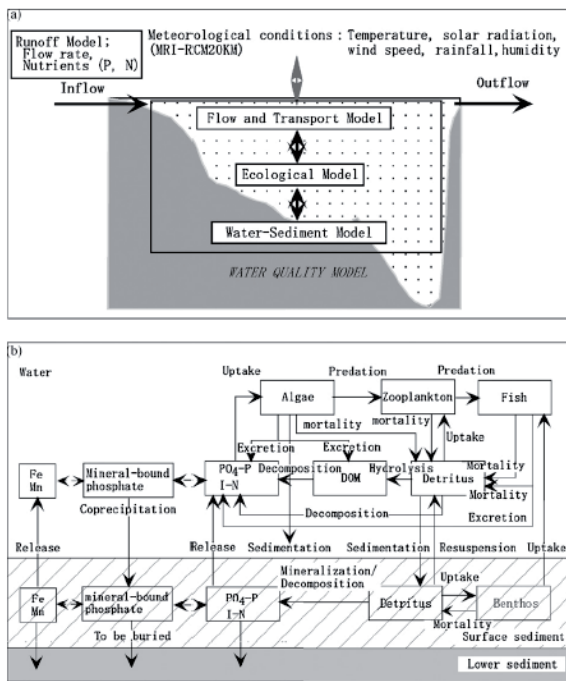 (a)
Runoff Model;
Flow rate,
Nutrients (P, N)
Meteorological conditions : Temperature, solar radiation,
(MRI-RCM20KM) wind speed, rainfall, humidity
Inflow
Outflow
Flow and Transport Model
Ecological Model
Water-Sediment Model
WATER QUALITY MODEL
(b)
Water
Uptake
Predation
Predation
Algae
Zooplankton
Fish
mortality
mortality
Uptake
Excretion
Excretion
Mortality
Fe
Mn
Mineral-bound
phosphate
PO4-P
I-N
Decomposition
DOM
Hydrolysis
Detritus
Mortality
Coprecipitation
Decomposition
Excretion
Release
Release
Sedimentation
Sedimentation
Resuspension
Uptake
Mineralization/
Decomposition
Uptake
Fe
Mn
mineral-bound
phosphate
PO4-P
I-N
Detritus
Benthos
Mortality
To be buried
Surface sediment
Lower sediment